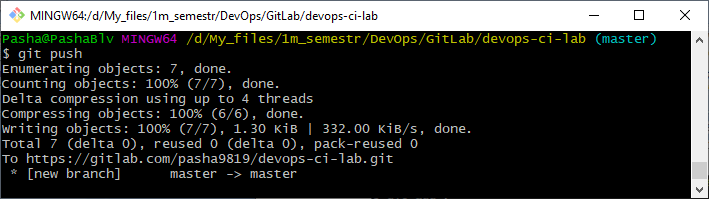 MINGW64:/d/My_files/1m_semestr/DevOps/GitLab/devops-ci-lab
Pasha@PashaBlv MINGW64 /d/My_files/1m_semestr/DevOps/GitLab/devops-ci-lab (master)
$ git push
Enumerating objects: 7, done.
Counting objects: 100% (7/7), done.
Delta compression using up to 4 threads
Compressing objects: 100% (6/6), done.
Writing objects: 100% (7/7), 1.30 KiB | 332.00 KiB/s, done.
Total 7 (delta 0), reused 0 (delta 0), pack-reused 0
To https://gitlab.com/pasha9819/devops-ci-lab.git
 * [new branch]      master -> master